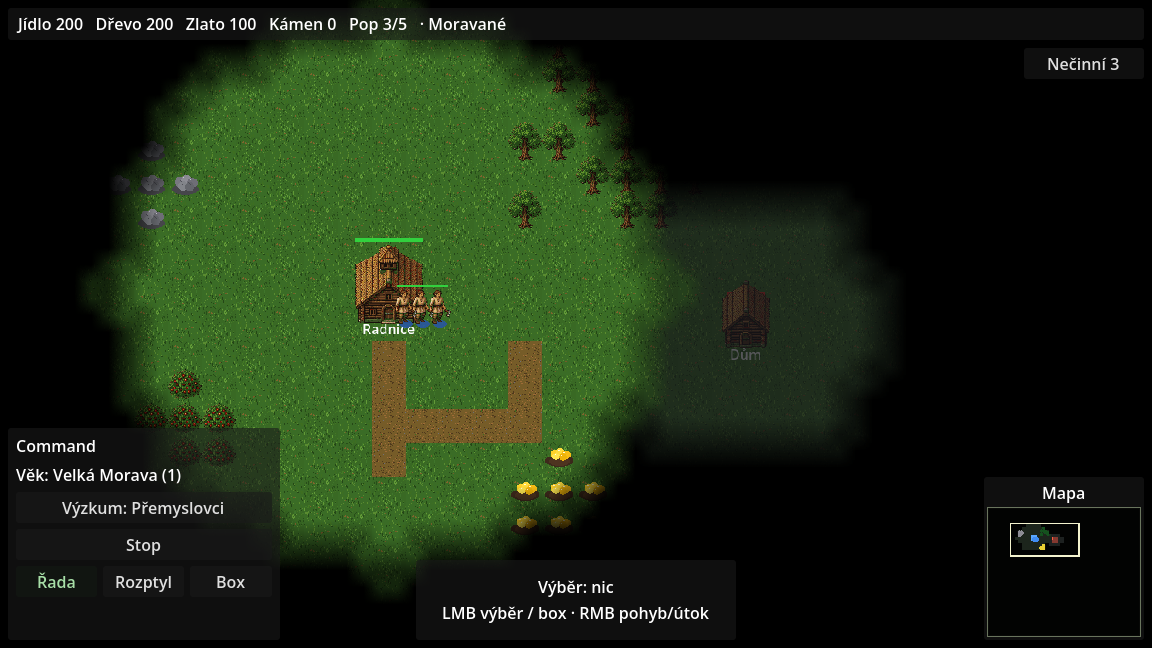 Jídlo 200 Dřevo 200 Zlato 100 Kámen 0 Pop 3/5 · Moravané
Nečinní 3
Radnice
Dům
Command
Věk: Velká Morava (1)
Výzkum: Přemyslovci
Stop
Řada Rozptyl Box
Výběr: nic
LMB výběr / box · RMB pohyb/útok
Mapa